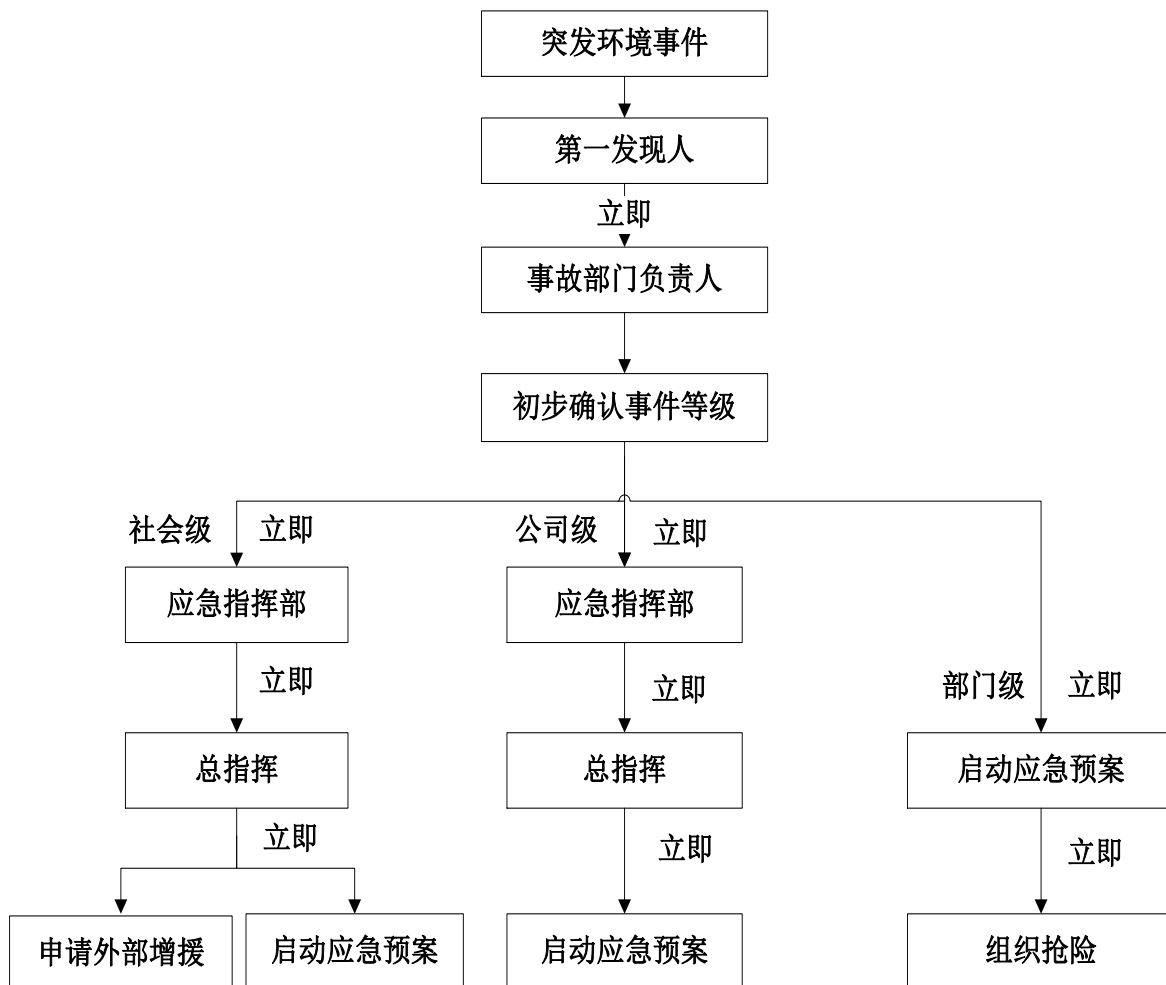 突发环境事件
第一发现人
立即
事故部门负责人
初步确认事件等级
社会级 立即 公司级 立即
应急指挥部 应急指挥部
立即 立即 部门级 立即
总指挥 总指挥 启动应急预案
立即 立即 立即
申请外部增援 启动应急预案 启动应急预案 组织抢险